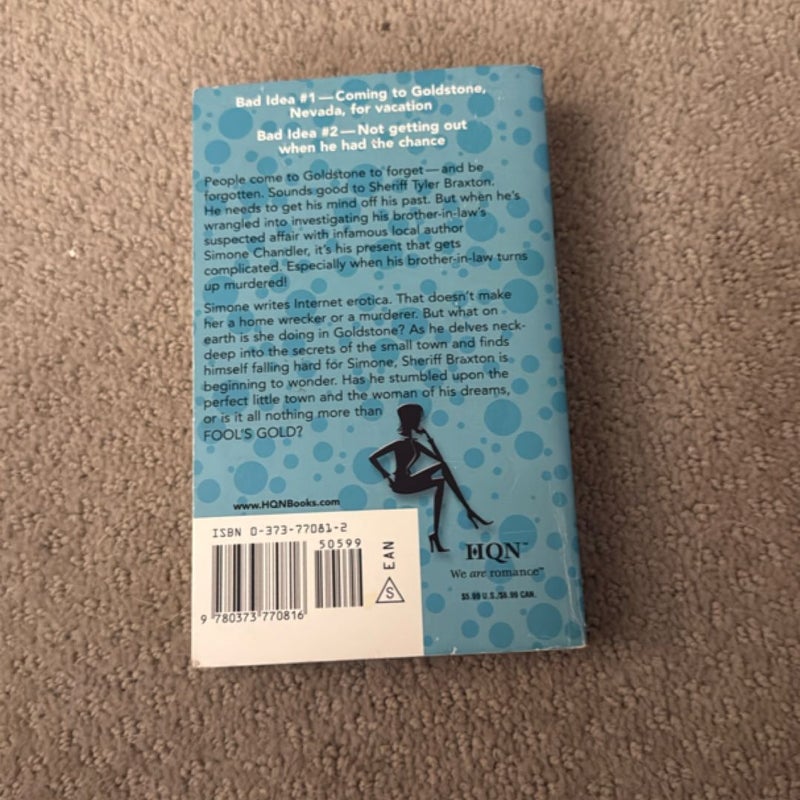 Bad Idea #1—Coming to Goldstone,
Nevada, for vacation
Bad Idea #2—Not getting out
when he had the chance
People come to Goldstone to forget—and be
forgotten. Sounds good to Sheriff Tyler Braxton.
He needs to get his mind off his past. But when he's
wrangled into investigating his brother-in-law's
suspected affair with infamous local author
Simone Chandler, it's his present that gets
complicated. Especially when his brother-in-law turns
up murdered!
Simone writes Internet erotica. That doesn't make
her a home wrecker or a murderer. But what on
earth is she doing in Goldstone? As he delves neck-
deep into the secrets of the small town and finds
himself falling hard for Simone, Sheriff Braxton is
beginning to wonder. Has he stumbled upon the
perfect little town and the woman of his dreams,
or is it all nothing more than
FOOL'S GOLD?
www.HQNBooks.com
ISBN 0-373-77081-2
50599
EAN
S
9 780373 770816
HQN™
We are romance™
$5.99 U.S./$6.99 CAN.